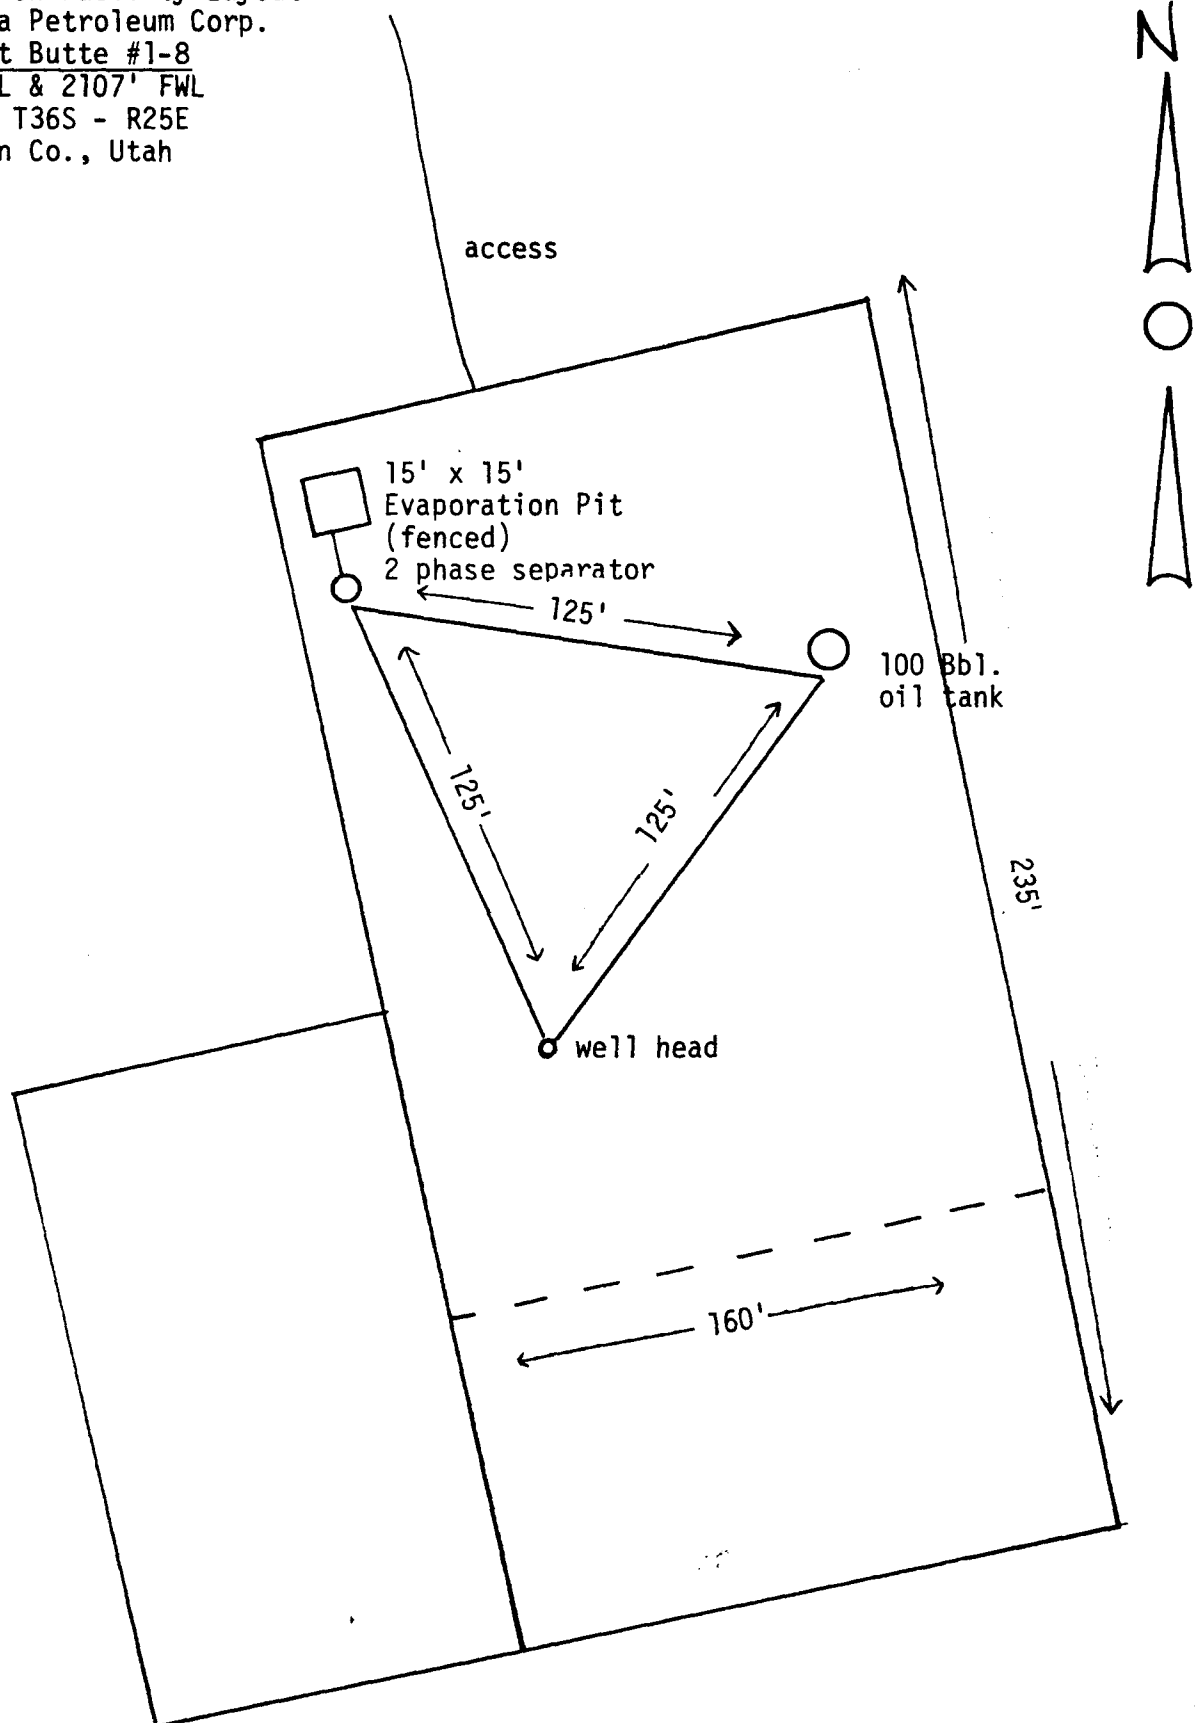 a Petroleum Corp.
t Butte #1-8
L & 2107' FWL
T36S - R25E
n Co., Utah
N
access
15' x 15'
Evaporation Pit
(fenced)
2 phase separator
125'
100 Bbl.
oil tank
125'
125'
235'
well head
160'